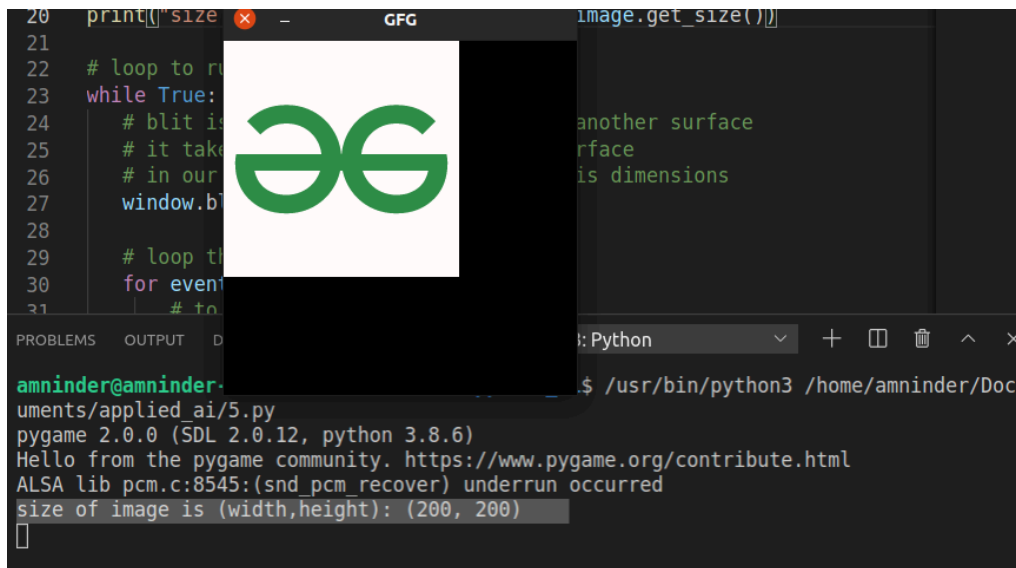 20 print("size image.get_size())
GFG
21
22 # loop to ru
23 while True:
24 # blit is another surface
25 # it take rface
26 # in our is dimensions
27 window.bl
28
29 # loop th
30 for event
31 # to
PROBLEMS OUTPUT D : Python
amninder@amninder- $ /usr/bin/python3 /home/amninder/Doc
uments/applied_ai/5.py
pygame 2.0.0 (SDL 2.0.12, python 3.8.6)
Hello from the pygame community. https://www.pygame.org/contribute.html
ALSA lib pcm.c:8545:(snd_pcm_recover) underrun occurred
size of image is (width,height): (200, 200)